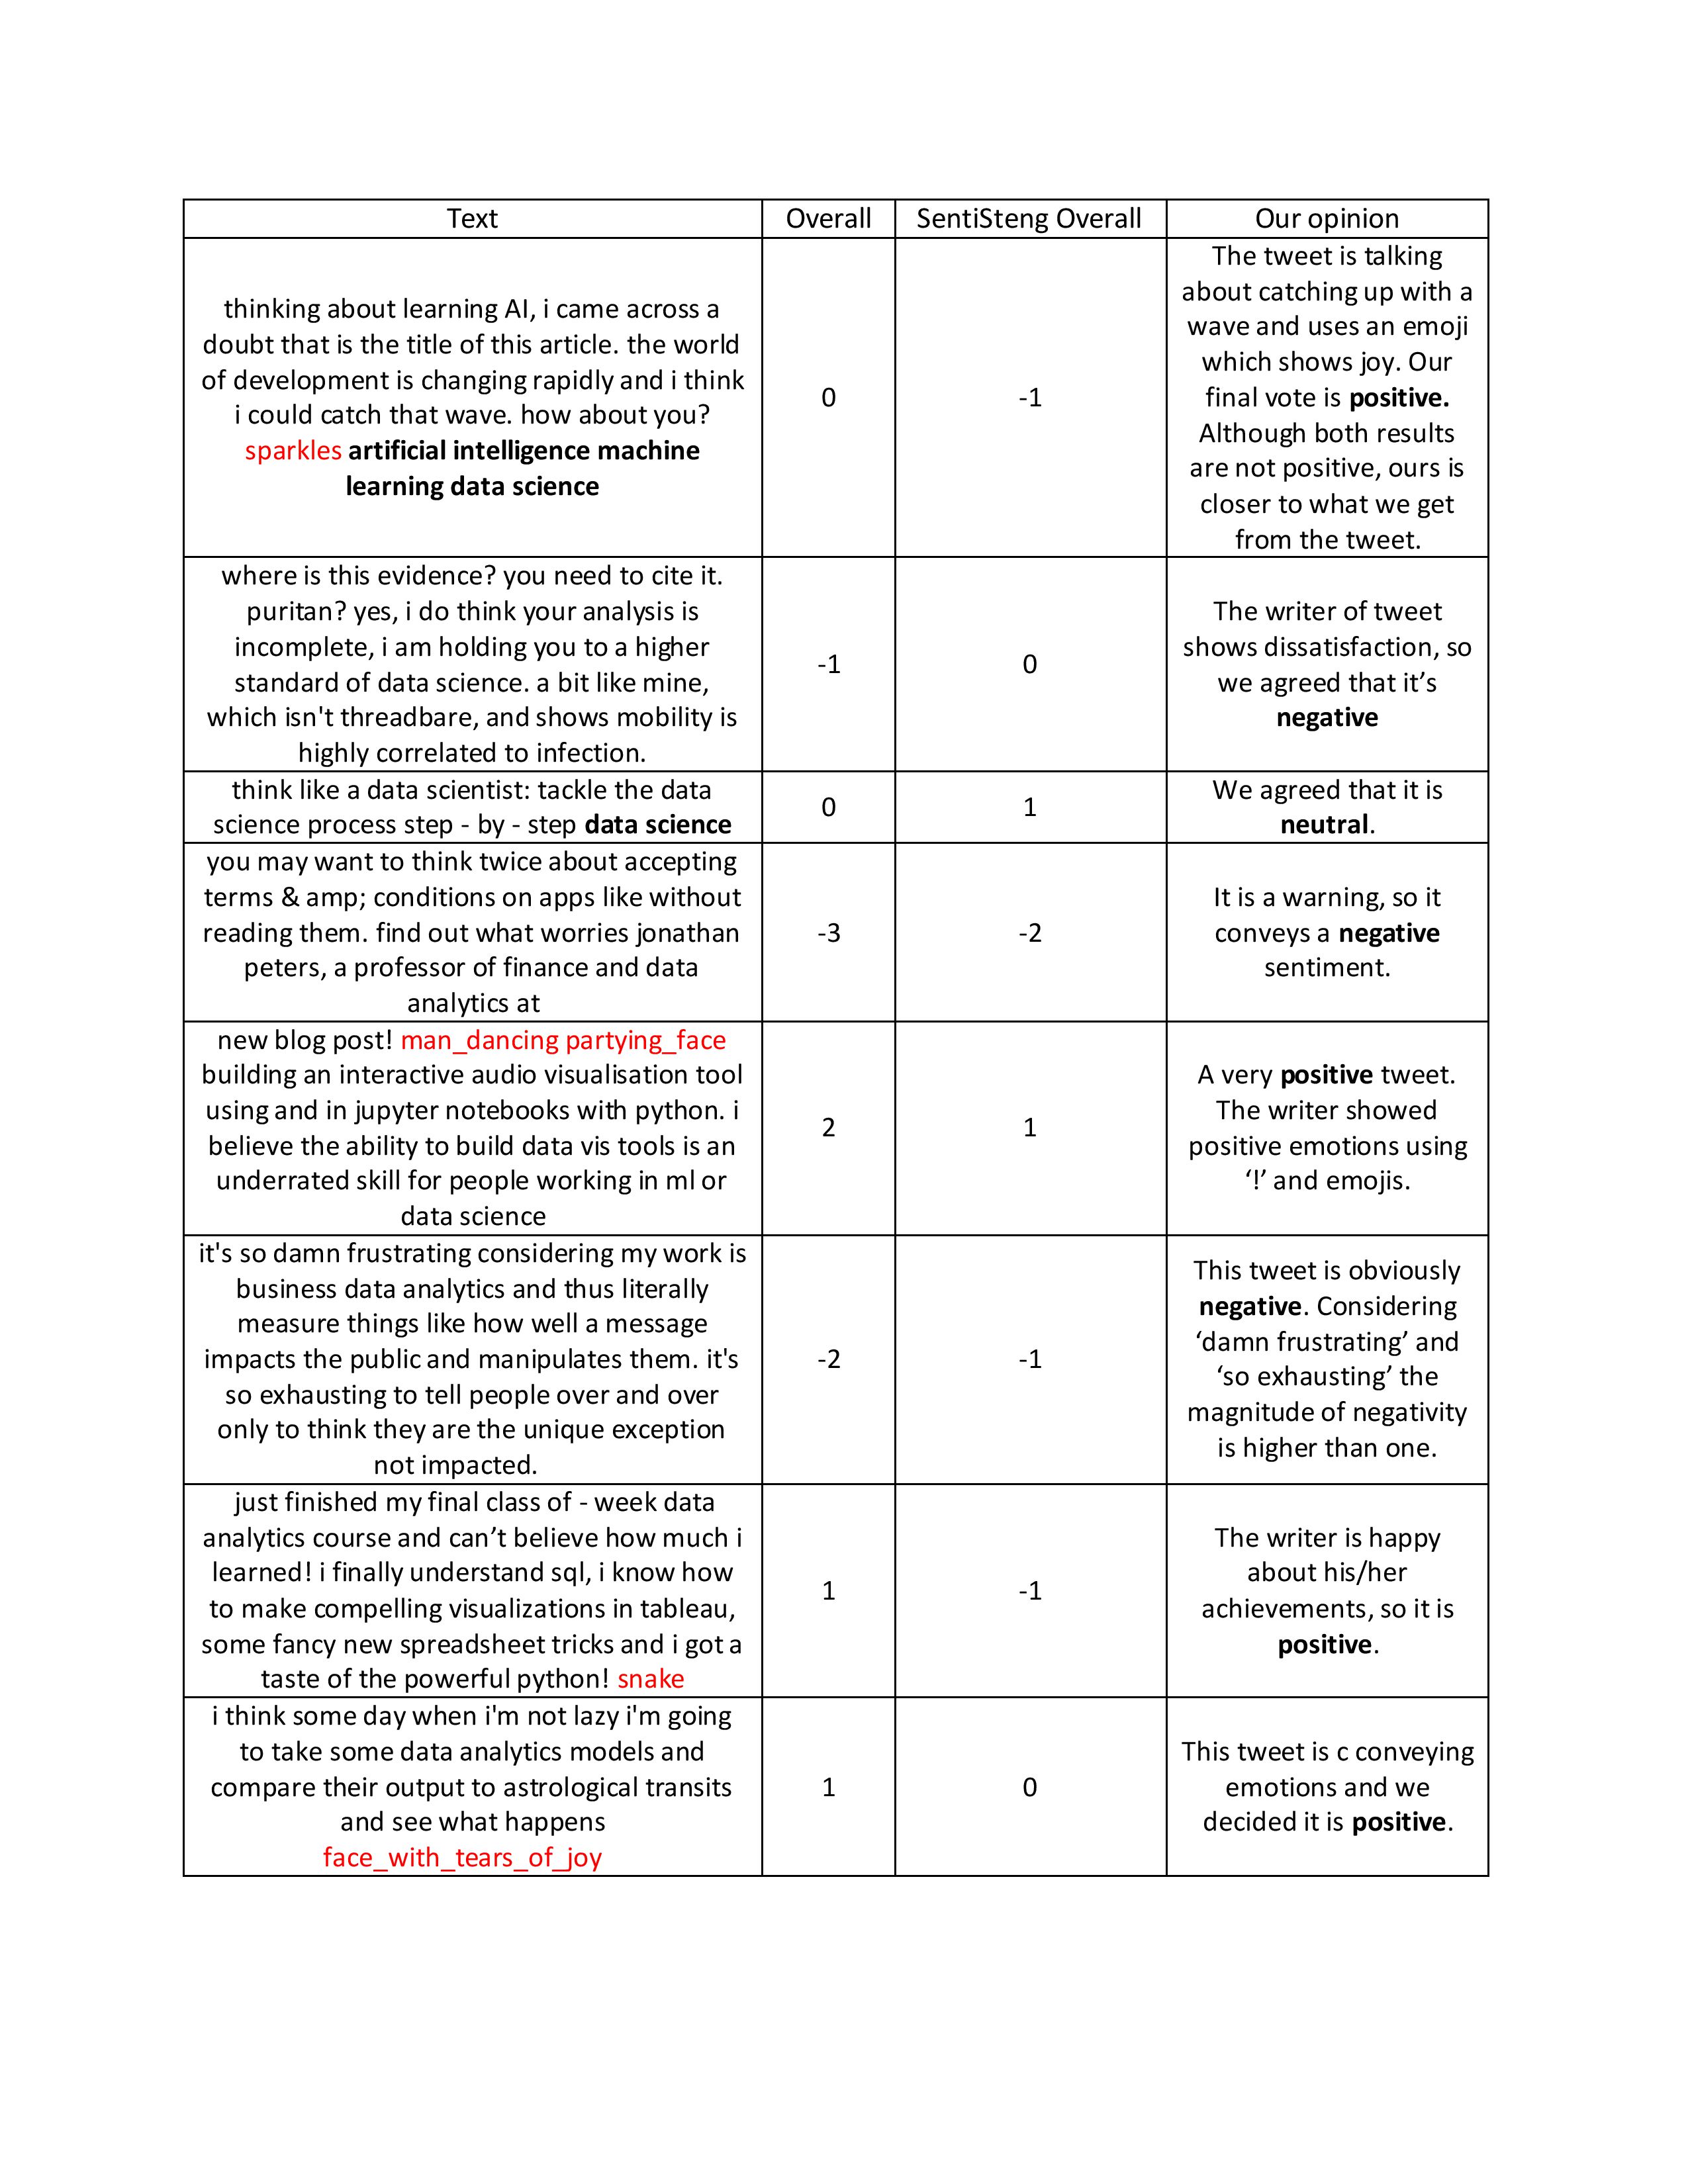 Text
Overall
SentiSteng Overall
Our opinion
thinking about learning AI, i came across a
doubt that is the title of this article. the world
of development is changing rapidly and i think
i could catch that wave. how about you?
sparkles artificial intelligence machine
learning data science
0
-1
The tweet is talking
about catching up with a
wave and uses an emoji
which shows joy. Our
final vote is positive.
Although both results
are not positive, ours is
closer to what we get
from the tweet.
where is this evidence? you need to cite it.
puritan? yes, i do think your analysis is
incomplete, i am holding you to a higher
standard of data science. a bit like mine,
which isn't threadbare, and shows mobility is
highly correlated to infection.
-1
0
The writer of tweet
shows dissatisfaction, so
we agreed that it’s
negative
think like a data scientist: tackle the data
science process step - by - step data science
0
1
We agreed that it is
neutral.
you may want to think twice about accepting
terms & amp; conditions on apps like without
reading them. find out what worries jonathan
peters, a professor of finance and data
analytics at
-3
-2
It is a warning, so it
conveys a negative
sentiment.
new blog post! man_dancing partying_face
building an interactive audio visualisation tool
using and in jupyter notebooks with python. i
believe the ability to build data vis tools is an
underrated skill for people working in ml or
data science
2
1
A very positive tweet.
The writer showed
positive emotions using
‘!’ and emojis.
it's so damn frustrating considering my work is
business data analytics and thus literally
measure things like how well a message
impacts the public and manipulates them. it's
so exhausting to tell people over and over
only to think they are the unique exception
not impacted.
-2
-1
This tweet is obviously
negative. Considering
‘damn frustrating’ and
‘so exhausting’ the
magnitude of negativity
is higher than one.
just finished my final class of - week data
analytics course and can’t believe how much i
learned! i finally understand sql, i know how
to make compelling visualizations in tableau,
some fancy new spreadsheet tricks and i got a
taste of the powerful python! snake
1
-1
The writer is happy
about his/her
achievements, so it is
positive.
i think some day when i'm not lazy i'm going
to take some data analytics models and
compare their output to astrological transits
and see what happens
face_with_tears_of_joy
1
0
This tweet is c conveying
emotions and we
decided it is positive.